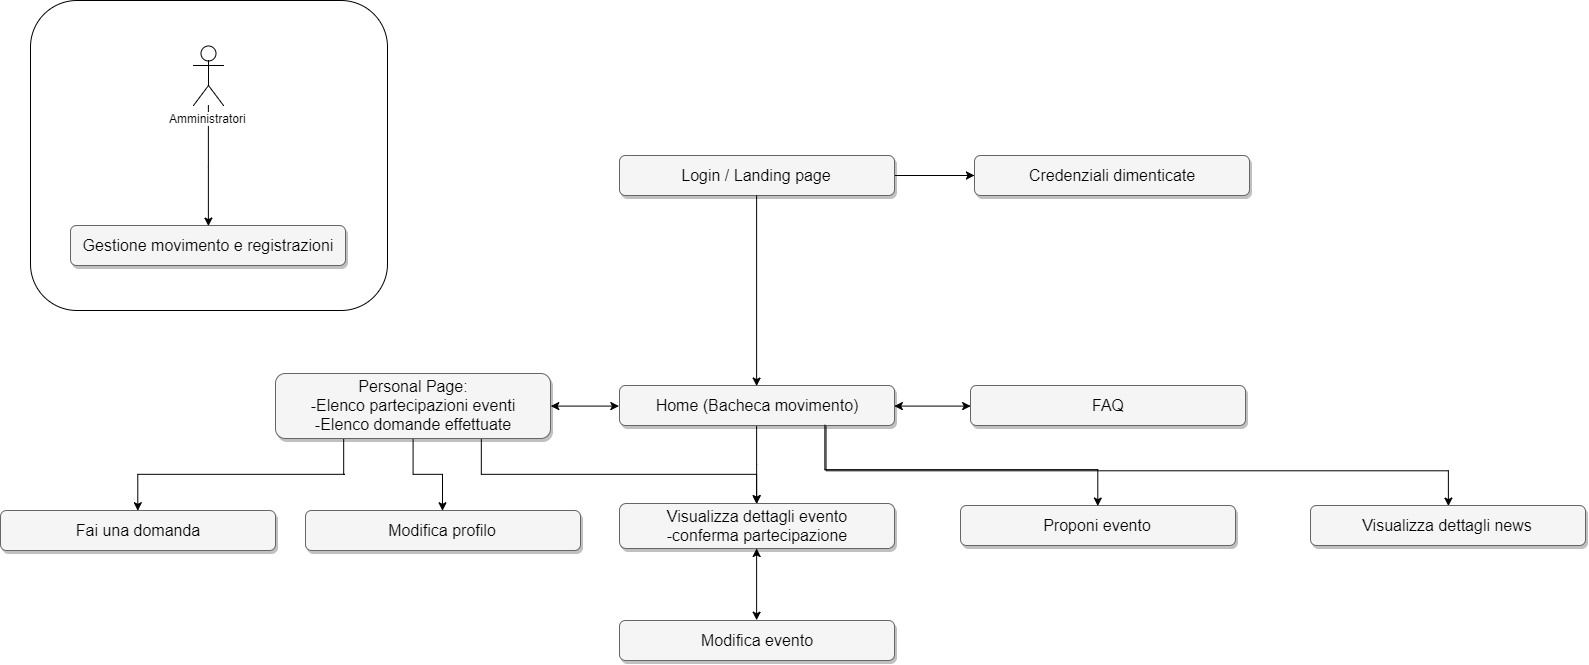 Amministratori
Login / Landing page
Credenziali dimenticate
Gestione movimento e registrazioni
Personal Page:
-Elenco partecipazioni eventi
-Elenco domande effettuate
Home (Bacheca movimento)
FAQ
Fai una domanda
Modifica profilo
Visualizza dettagli evento
-conferma partecipazione
Proponi evento
Visualizza dettagli news
Modifica evento